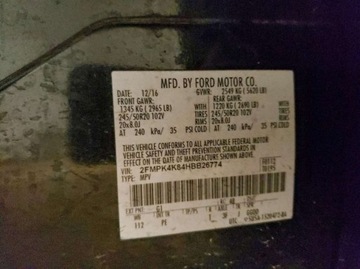 MFD. BY FORD MOTOR CO.
DATE: 12/16 GVWR: 2549 KG (5620 LB)
FRONT GAWR: REAR GAWR:
1345 KG (2965 LB) 1220 KG (2690 LB)
245/50R20 102V TIRES 245/50R20 102V
20x8.0J RIMS 20x8.0J
AT 240 kPa/ 35 PSI COLD AT 240 kPa/ 35 PSI COLD
THIS VEHICLE CONFORMS TO ALL APPLICABLE FEDERAL MOTOR
VEHICLE SAFETY AND THEFT PREVENTION STANDARDS IN
EFFECT ON THE DATE OF MANUFACTURE SHOWN ABOVE.
VIN: 2FMPK4K84HBB26774
TYPE: MPV
EXT PNT:
WB
112